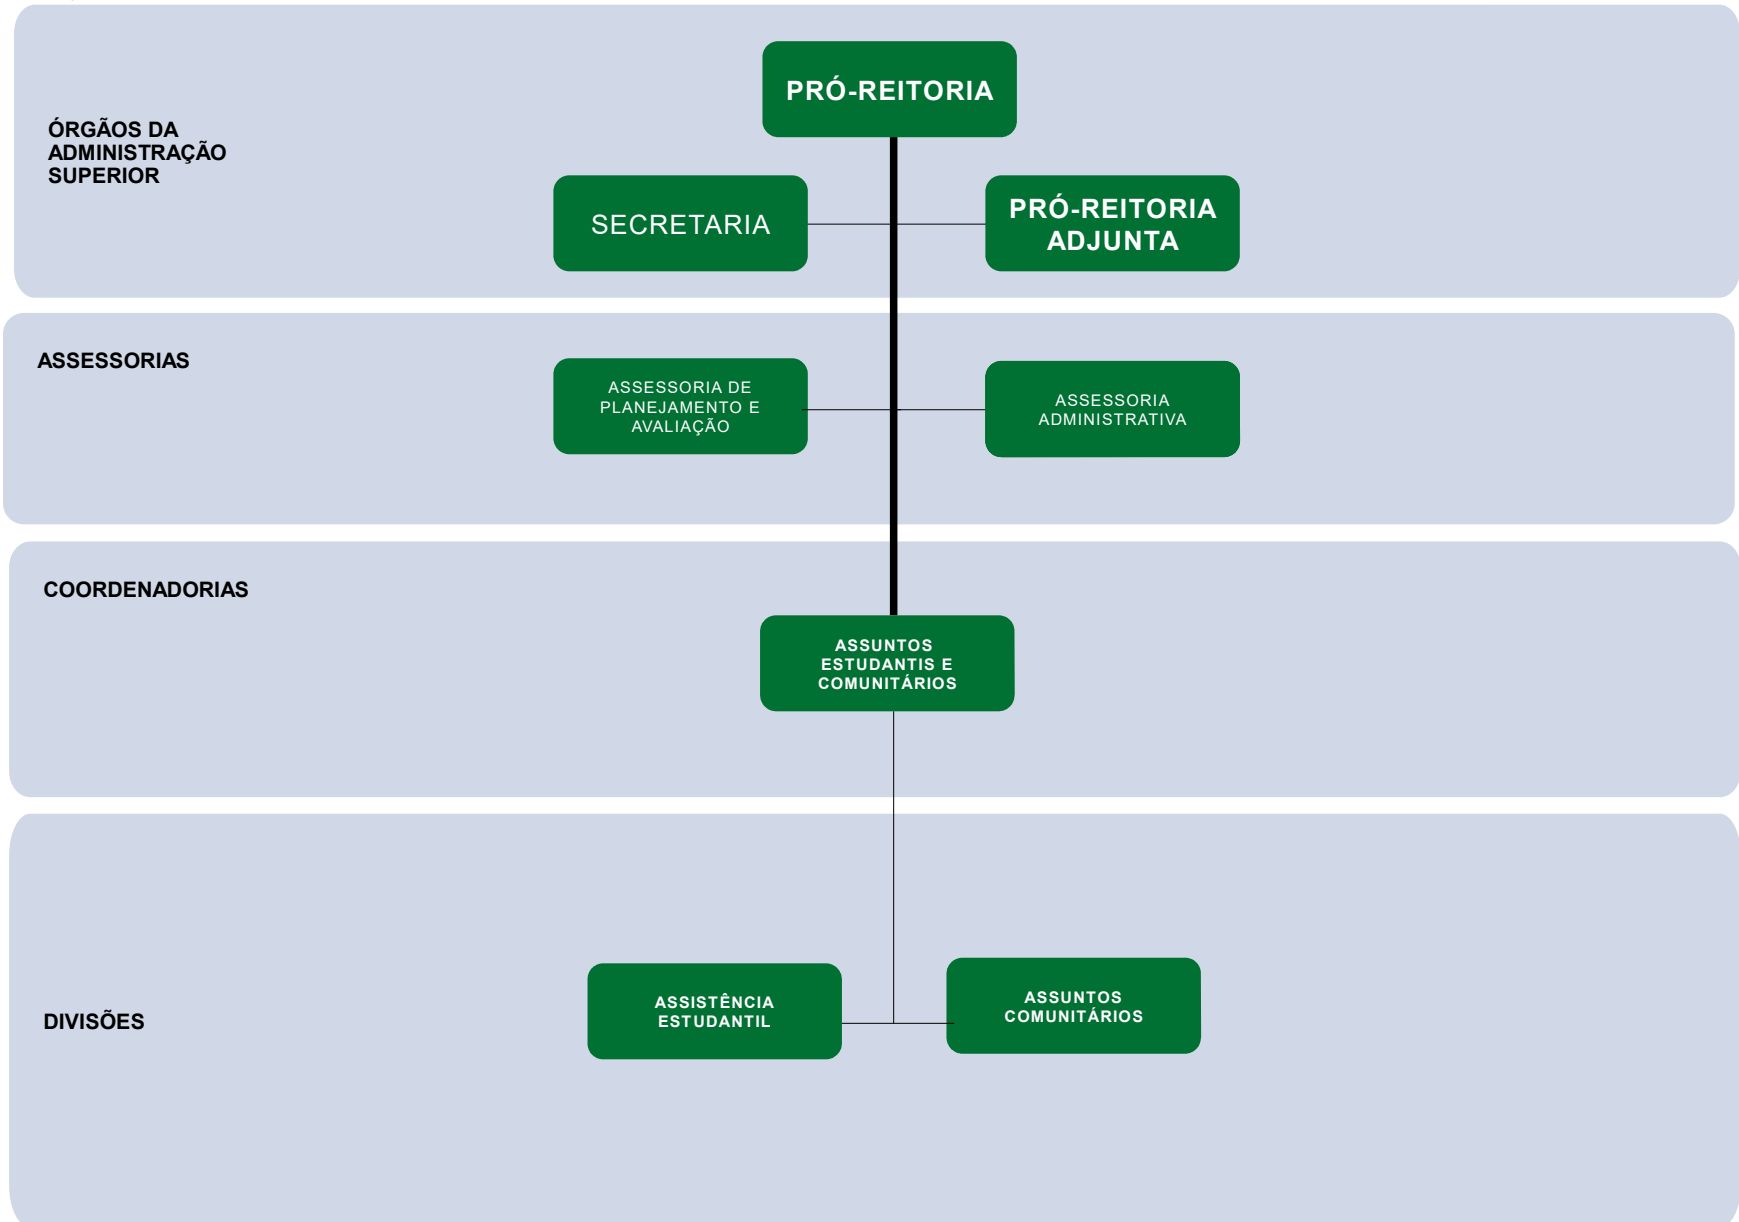 PRÓ-REITORIA
ÓRGÃOS DA
ADMINISTRAÇÃO
SUPERIOR
SECRETARIA
PRÓ-REITORIA
ADJUNTA
ASSESSORIAS
ASSESSORIA DE
PLANEJAMENTO E
AVALIAÇÃO
ASSESSORIA
ADMINISTRATIVA
COORDENADORIAS
ASSUNTOS
ESTUDANTIS E
COMUNITÁRIOS
DIVISÕES
ASSISTÊNCIA
ESTUDANTIL
ASSUNTOS
COMUNITÁRIOS